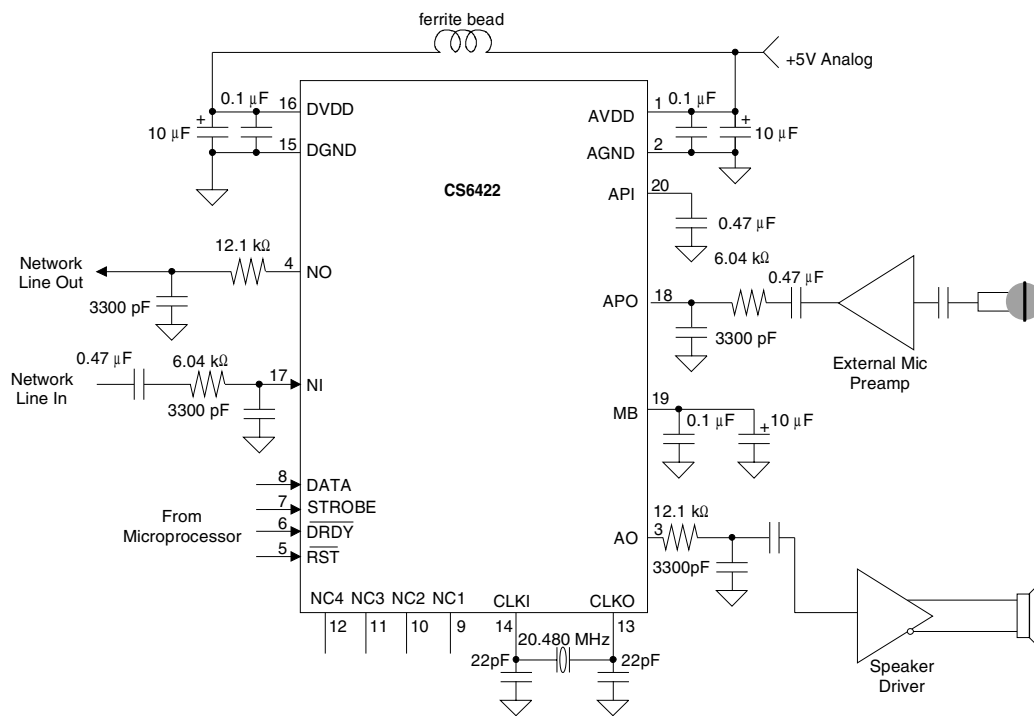 ferrite bead
+5V Analog
0.1 μF
16
DVDD
+
10 μF
15
DGND
1
0.1 μF
AVDD
+
10 μF
2
AGND
CS6422
20
API
0.47 μF
12.1 kΩ
4
NO
Network
Line Out
3300 pF
6.04 kΩ
0.47 μF
18
APO
3300 pF
External Mic
Preamp
0.47 μF
6.04 kΩ
17
NI
Network
Line In
3300 pF
19
MB
0.1 μF
+
10 μF
8
DATA
7
STROBE
6
DRDY
5
RST
From
Microprocessor
12.1 kΩ
3
AO
3300pF
NC4
NC3
NC2
NC1
CLKI
CLKO
12
11
10
9
14
13
20.480 MHz
22pF
22pF
Speaker
Driver